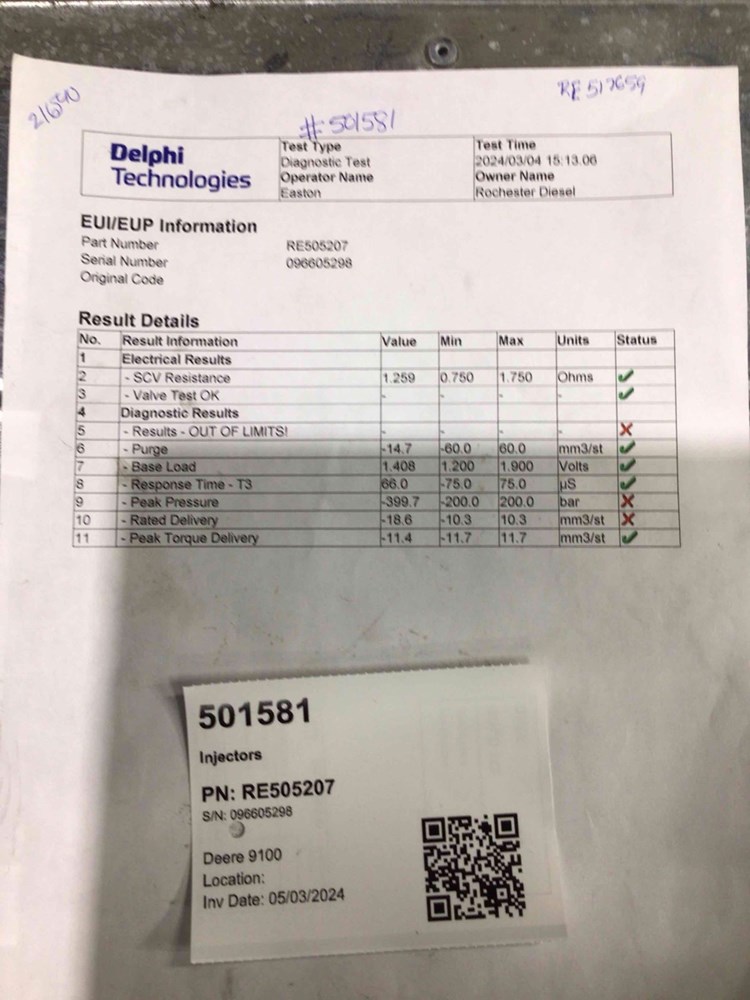 21690
RE 517659
# 501581
Delphi
Technologies
Test Type
Diagnostic Test
Operator Name
Easton
Test Time
2024/03/04 15:13.06
Owner Name
Rochester Diesel
EUI/EUP Information
Part Number RE505207
Serial Number 096605298
Original Code
Result Details
No. Result Information Value Min Max Units Status
1 Electrical Results
2 - SCV Resistance 1.259 0.750 1.750 Ohms ✓
3 - Valve Test OK - - - - ✓
4 Diagnostic Results
5 - Results - OUT OF LIMITS! - - - - ✗
6 - Purge -14.7 -60.0 60.0 mm3/st ✓
7 - Base Load 1.408 1.200 1.900 Volts ✓
8 - Response Time - T3 66.0 -75.0 75.0 µS ✓
9 - Peak Pressure -399.7 -200.0 200.0 bar ✗
10 - Rated Delivery -18.6 -10.3 10.3 mm3/st ✗
11 - Peak Torque Delivery -11.4 -11.7 11.7 mm3/st ✓
501581
Injectors
PN: RE505207
S/N: 096605298
Deere 9100
Location:
Inv Date: 05/03/2024